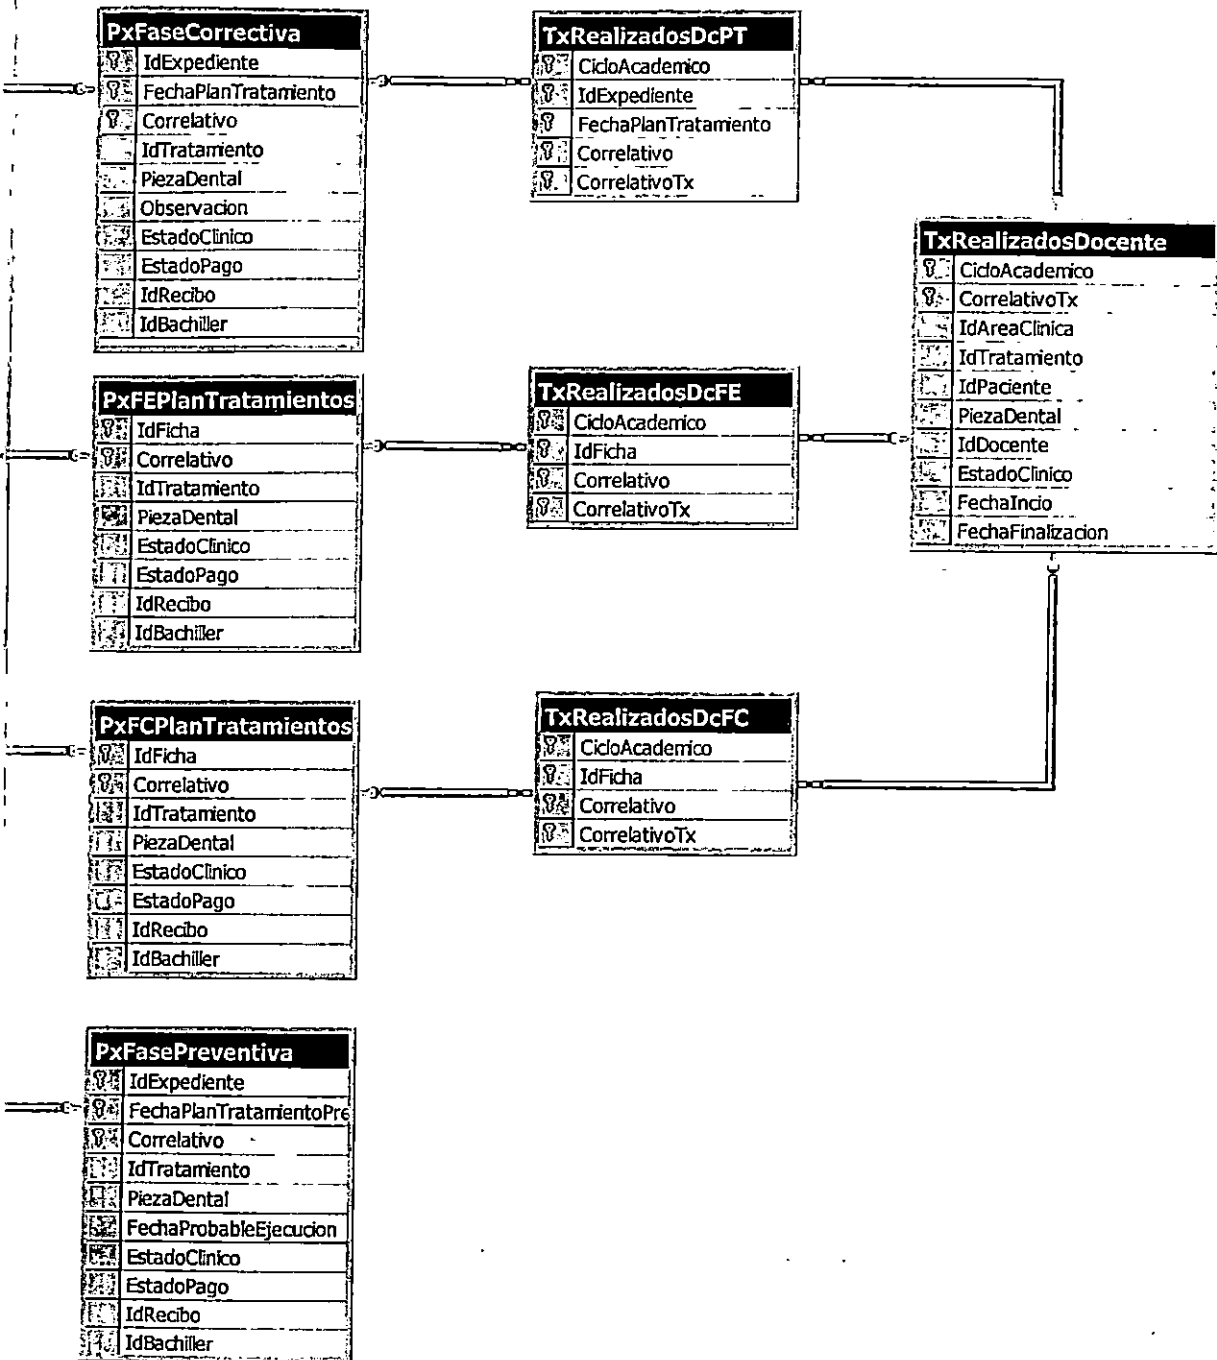 PxFaseCorrectiva
IdExpediente
FechaPlanTratamiento
Correlativo
IdTratamiento
PiezaDental
Observacion
EstadoClinico
EstadoPago
IdRecibo
IdBachiller
TxRealizadosDcPT
CicloAcademico
IdExpediente
FechaPlanTratamiento
Correlativo
CorrelativoTx
TxRealizadosDocente
CicloAcademico
CorrelativoTx
IdAreaClinica
IdTratamiento
IdPaciente
PiezaDental
IdDocente
EstadoClinico
FechaIncio
FechaFinalizacion
PxFEPlanTratamientos
IdFicha
Correlativo
IdTratamiento
PiezaDental
EstadoClinico
EstadoPago
IdRecibo
IdBachiller
TxRealizadosDcFE
CicloAcademico
IdFicha
Correlativo
CorrelativoTx
PxFCPlanTratamientos
IdFicha
Correlativo
IdTratamiento
PiezaDental
EstadoClinico
EstadoPago
IdRecibo
IdBachiller
TxRealizadosDcFC
CicloAcademico
IdFicha
Correlativo
CorrelativoTx
PxFasePreventiva
IdExpediente
FechaPlanTratamientoPre
Correlativo
IdTratamiento
PiezaDental
FechaProbableEjecucion
EstadoClinico
EstadoPago
IdRecibo
IdBachiller